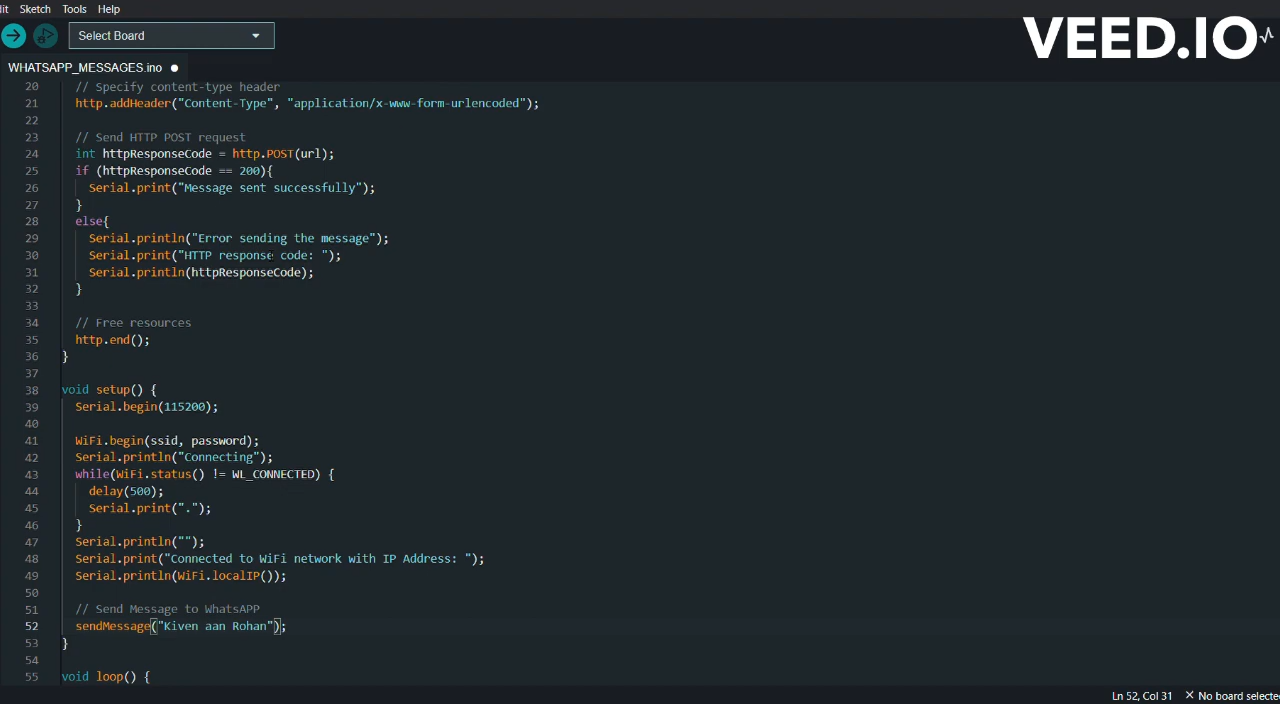 Sketch Tools Help
Select Board
VEED.IO
WHATSAPP_MESSAGES.ino
20 // Specify content-type header
21 http.addHeader("Content-Type", "application/x-www-form-urlencoded");
22
23 // Send HTTP POST request
24 int httpResponseCode = http.POST(url);
25 if (httpResponseCode == 200){
26 Serial.print("Message sent successfully");
27 }
28 else{
29 Serial.println("Error sending the message");
30 Serial.print("HTTP response code: ");
31 Serial.println(httpResponseCode);
32 }
33
34 // Free resources
35 http.end();
36 }
37
38 void setup() {
39 Serial.begin(115200);
40
41 WiFi.begin(ssid, password);
42 Serial.println("Connecting");
43 while(WiFi.status() != WL_CONNECTED) {
44 delay(500);
45 Serial.print(".");
46 }
47 Serial.println("");
48 Serial.print("Connected to WiFi network with IP Address: ");
49 Serial.println(WiFi.localIP());
50
51 // Send Message to WhatsAPP
52 sendMessage("Kiven aan Rohan");
53 }
54
55 void loop() {
Ln 52, Col 31 × No board selected